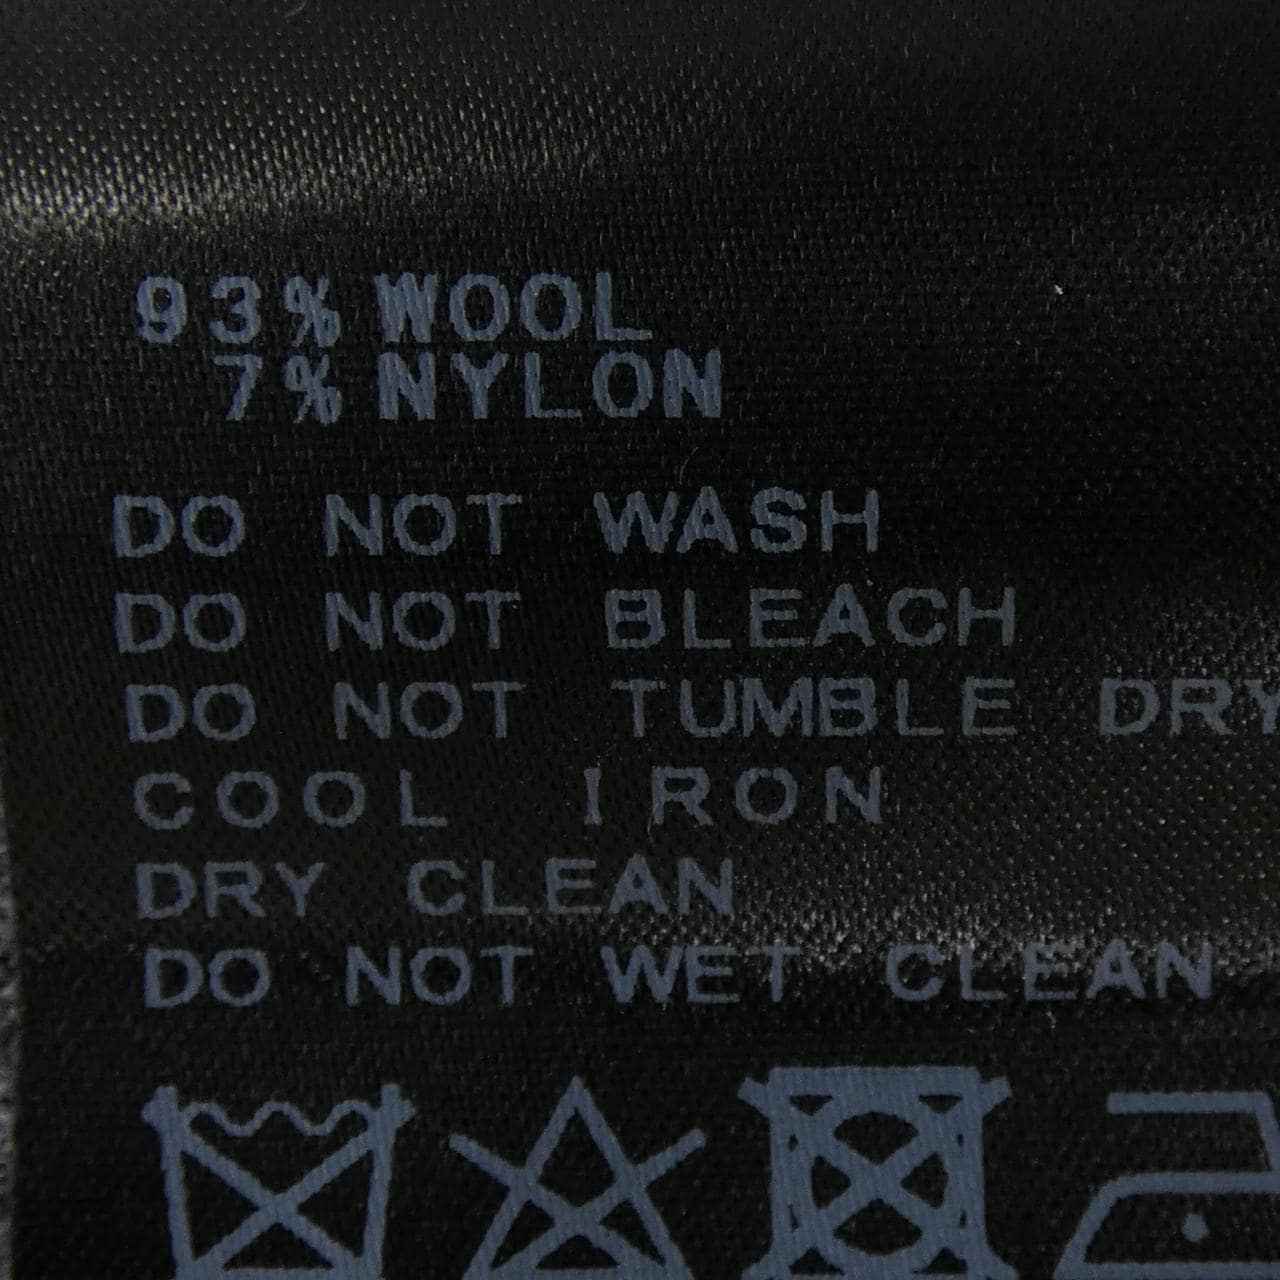 93% WOOL
7% NYLON
DO NOT WASH
DO NOT BLEACH
DO NOT TUMBLE DRY
COOL IRON
DRY CLEAN
DO NOT WET CLEAN